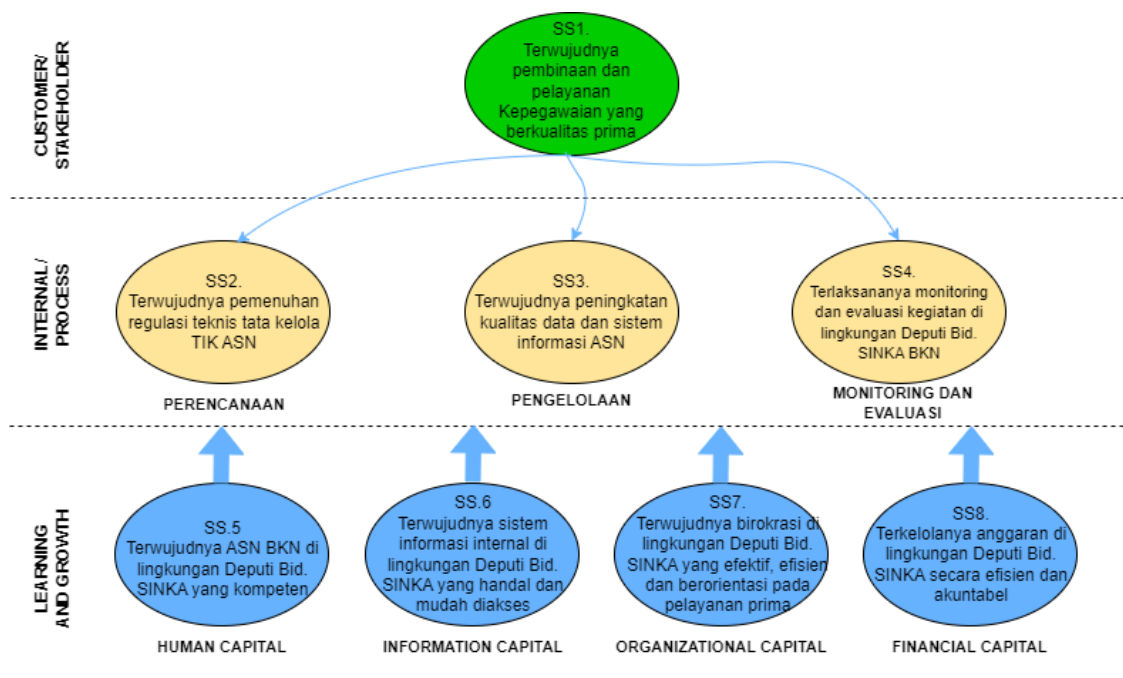 CUSTOMER/
STAKEHOLDER
SS1.
Terwujudnya
pembinaan dan
pelayanan
Kepegawaian yang
berkualitas prima
INTERNAL/
PROCESS
SS2.
Terwujudnya pemenuhan
regulasi teknis tata kelola
TIK ASN
PERENCANAAN
SS3.
Terwujudnya peningkatan
kualitas data dan sistem
informasi ASN
PENGELOLAAN
SS4.
Terlaksananya monitoring
dan evaluasi kegiatan di
lingkungan Deputi Bid.
SINKA BKN
MONITORING DAN
EVALUASI
LEARNING
AND GROWTH
SS.5
Terwujudnya ASN BKN di
lingkungan Deputi Bid.
SINKA yang kompeten
HUMAN CAPITAL
SS.6
Terwujudnya sistem
informasi internal di
lingkungan Deputi Bid.
SINKA yang handal dan
mudah diakses
INFORMATION CAPITAL
SS7.
Terwujudnya birokrasi di
lingkungan Deputi Bid.
SINKA yang efektif, efisien
dan berorientasi pada
pelayanan prima
ORGANIZATIONAL CAPITAL
SS8.
Terkelolanya anggaran di
lingkungan Deputi Bid.
SINKA secara efisien dan
akuntabel
FINANCIAL CAPITAL